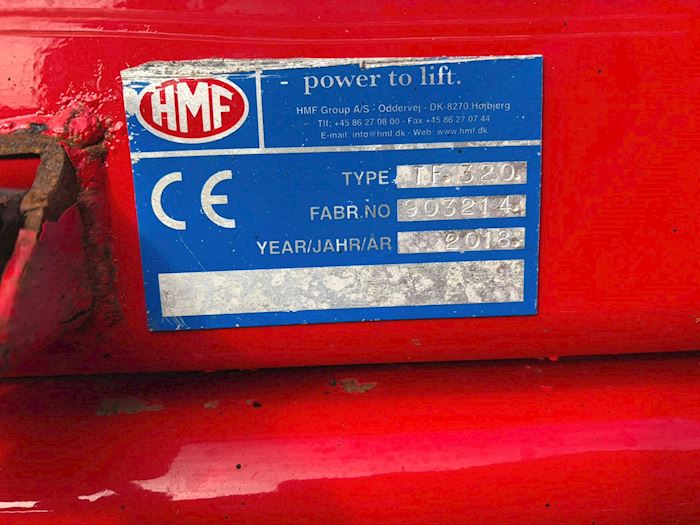 HMF
- power to lift.
HMF Group A/S - Oddervej - DK-8270 Højbjerg
Tlf: +45 86 27 08 00 - Fax +45 86 27 07 44
E-mail: info@hmf.dk - Web: www.hmf.dk
CE
TYPE TF 320
FABR.NO 903214
YEAR/JAHR/ÅR 2018